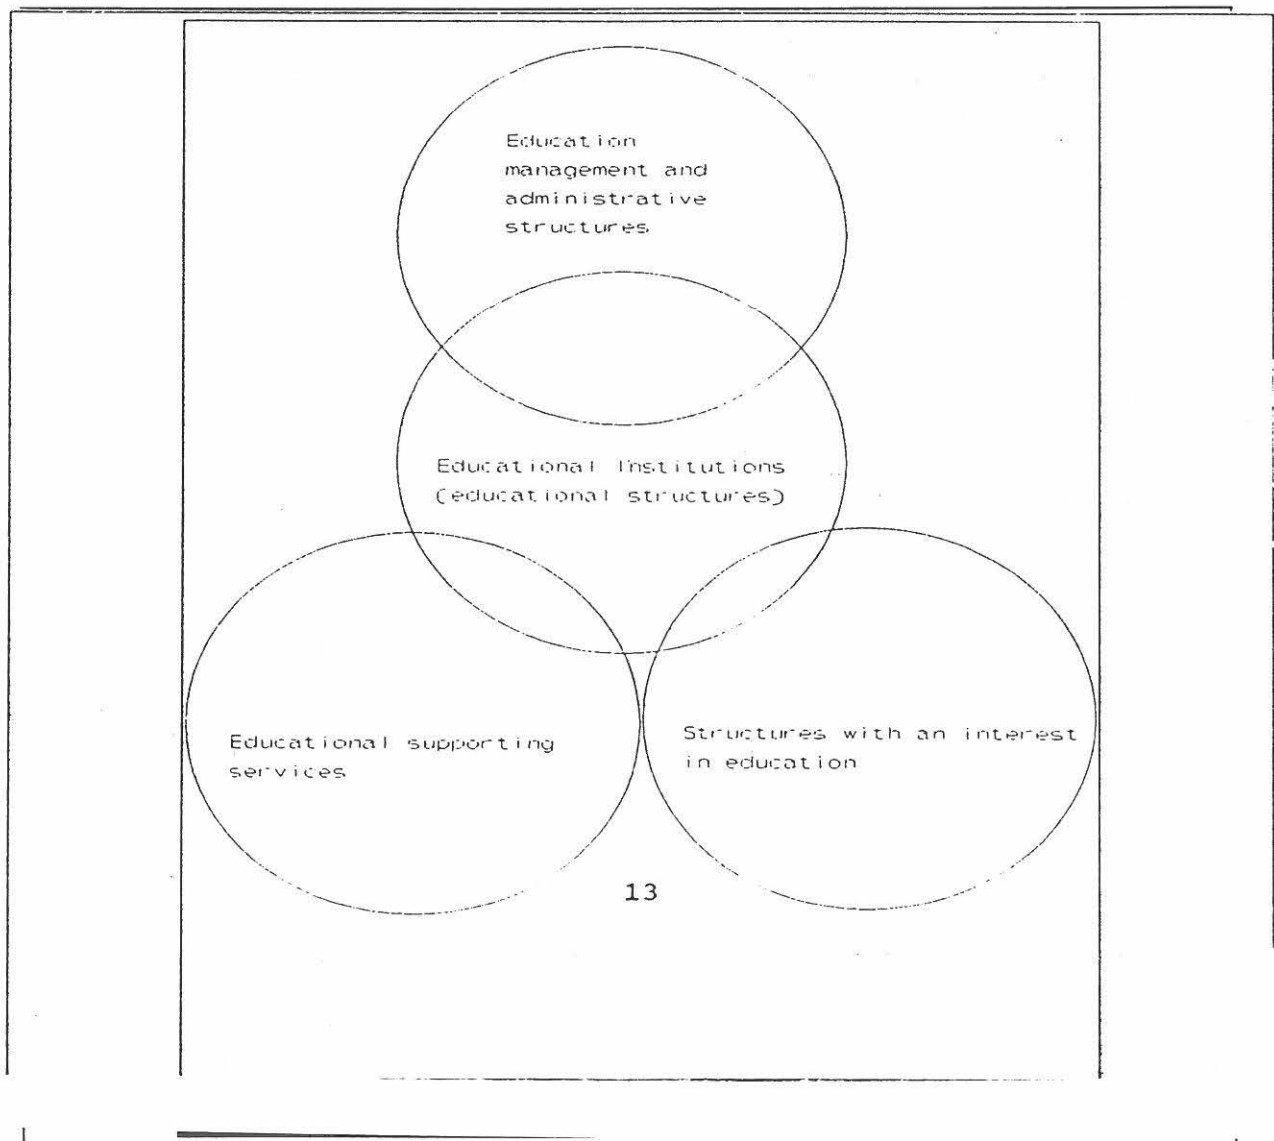 Education
management and
administrative
structures
Educational Institutions
(educational structures)
Educational supporting
services
Structures with an interest
in education
13